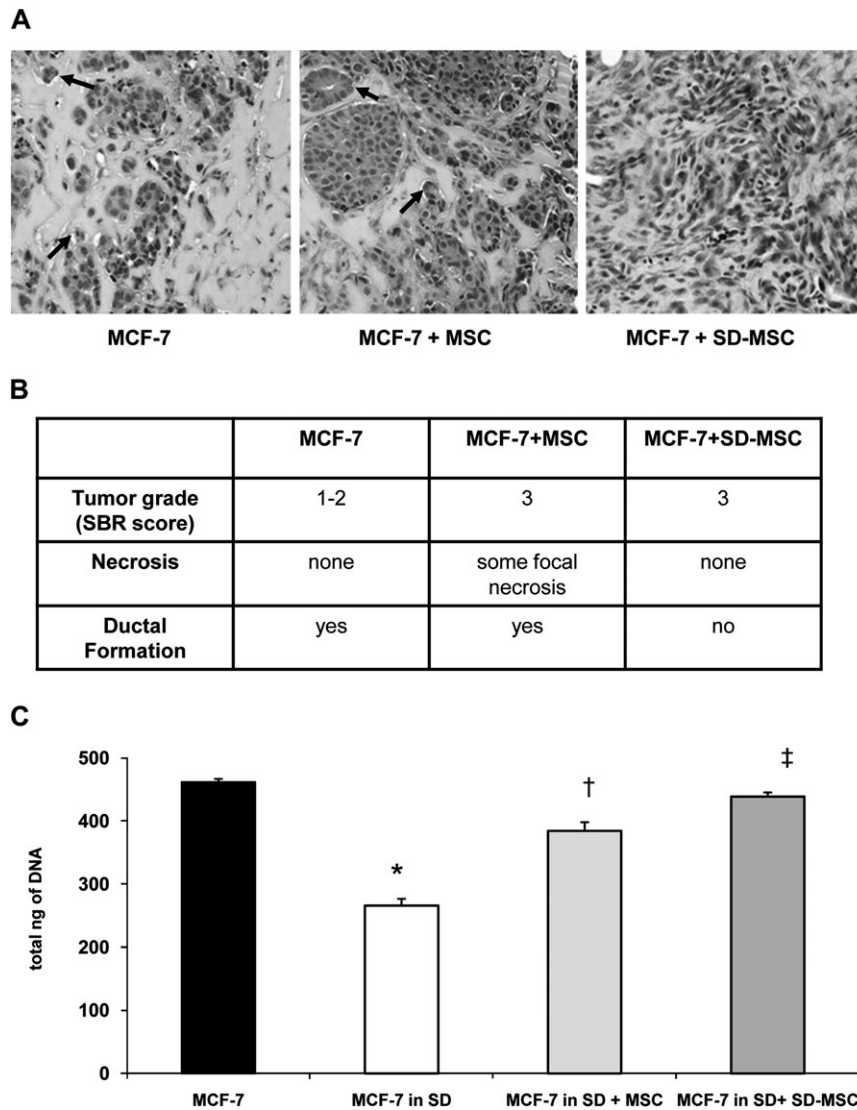 A
MCF-7
MCF-7 + MSC
MCF-7 + SD-MSC
B
MCF-7
MCF-7+MSC
MCF-7+SD-MSC
Tumor grade
(SBR score)
1-2
3
3
Necrosis
none
some focal
necrosis
none
Ductal
Formation
yes
yes
no
C
500
400
300
200
100
0
total ng of DNA
*
†
‡
MCF-7
MCF-7 in SD
MCF-7 in SD + MSC
MCF-7 in SD+ SD-MSC